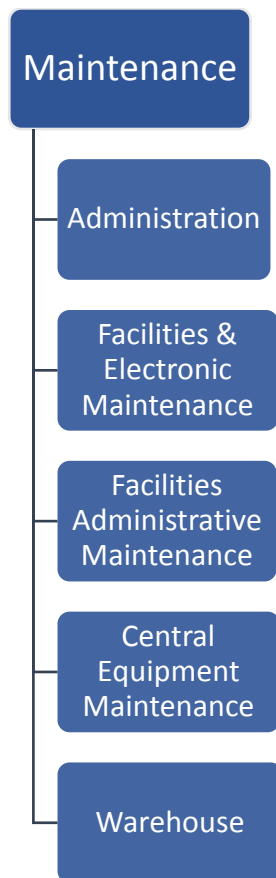 Maintenance
Administration
Facilities &
Electronic
Maintenance
Facilities
Administrative
Maintenance
Central
Equipment
Maintenance
Warehouse